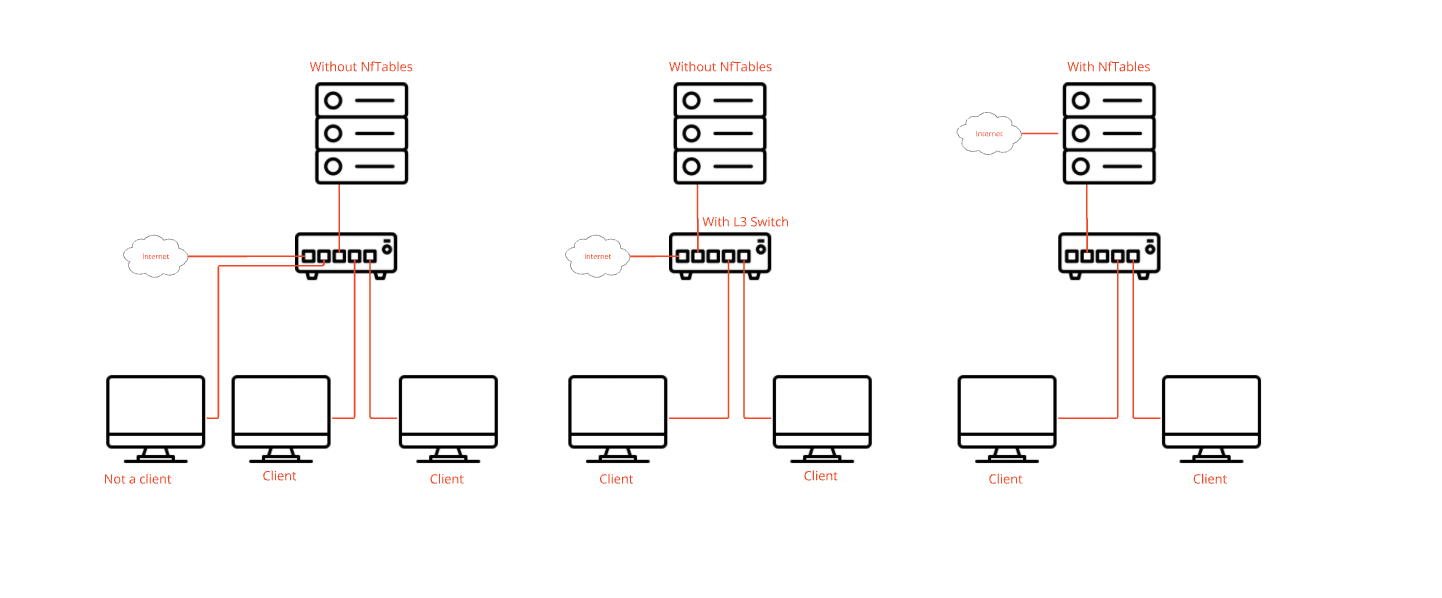 Without NfTables
Without NfTables
With NfTables
Internet
With L3 Switch
Internet
Internet
Not a client
Client
Client
Client
Client
Client
Client